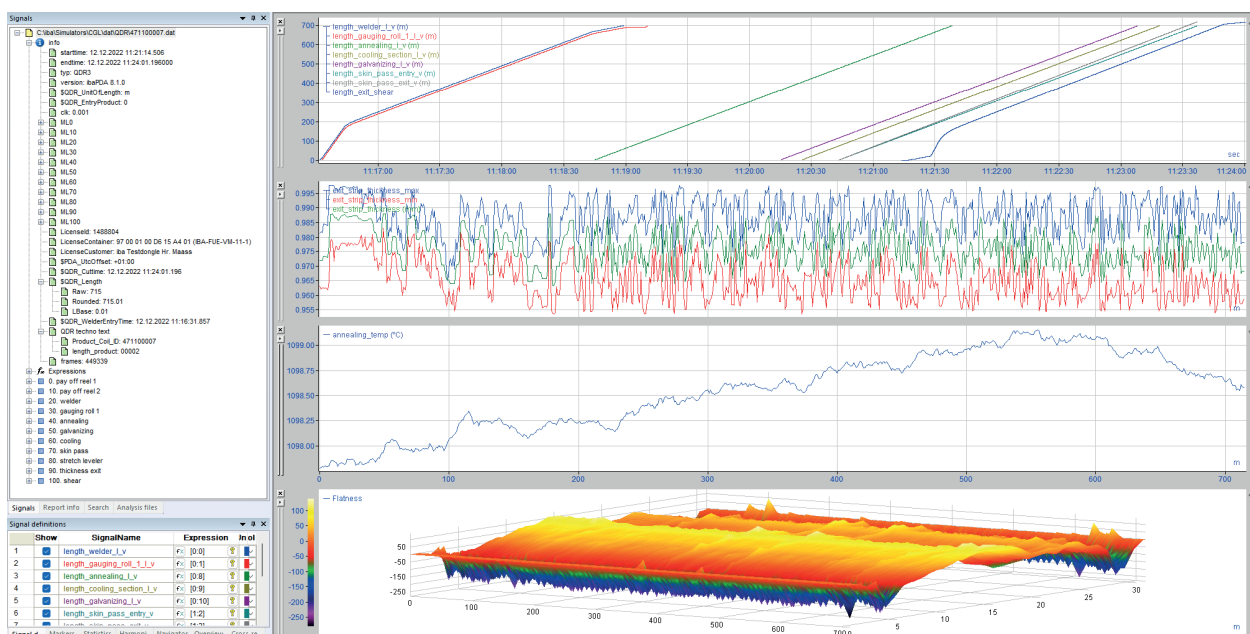 Signals
C:\iba\Simulators\CGL\dat\QDR\471100007.dat
Info
starttime: 12.12.2022 11:21:14.506
endtime: 12.12.2022 11:24:01.196000
typ: QDR3
version: ibaPDA 8.1.0
$QDR_UnitOfLength: m
$QDR_EntryProduct: 0
clk: 0.001
ML0
ML10
ML20
ML30
ML40
ML50
ML60
ML70
ML80
ML90
ML100
LicenseId: 1488804
LicenseContainer: 97 00 01 00 D6 15 A4 01 (IBA-FUE-VM-11-1)
LicenseCustomer: iba Testdongle Hr. Maass
$PDA_UtcOffset: +01:00
$QDR_Cuttime: 12.12.2022 11:24:01.196
$QDR_Length
Raw: 715
Rounded: 715.01
LBase: 0.01
$QDR_WelderEntryTime: 12.12.2022 11:16:31.857
QDR techno text
Product_Coil_ID: 471100007
length_product: 00002
frames: 449339
fx Expressions
0. pay off reel 1
10. pay off reel 2
20. welder
30. gauging roll 1
40. annealing
50. galvanizing
60. cooling
70. skin pass
80. stretch leveler
90. thickness exit
100. shear
Signals Report info Search Analysis files
Signal definitions
Show SignalName Expression In ol
1 length_welder_l_v fx [0:0]
2 length_gauging_roll_1_l_v fx [0:1]
3 length_annealing_l_v fx [0:8]
4 length_cooling_section_l_v fx [0:9]
5 length_galvanizing_l_v fx [0:10]
6 length_skin_pass_entry_v fx [1:2]
700
600
500
400
300
200
100
0
length_welder_l_v (m)
length_gauging_roll_1_l_v (m)
length_annealing_l_v (m)
length_cooling_section_l_v (m)
length_galvanizing_l_v (m)
length_skin_pass_entry_v (m)
length_skin_pass_exit_v (m)
length_exit_shear
sec
11:17:00 11:17:30 11:18:00 11:18:30 11:19:00 11:19:30 11:20:00 11:20:30 11:21:00 11:21:30 11:22:00 11:22:30 11:23:00 11:23:30 11:24:00
0.995
0.990
0.985
0.980
0.975
0.970
0.965
0.960
0.955
exit_strip_thickness_max
exit_strip_thickness_min
m
annealing_temp (ºC)
1099.00
1098.75
1098.50
1098.25
1098.00
m
0 100 200 300 400 500 600 700
Flatness
100
50
0
-50
-100
-150
-200
-250
50
-50
-150
-250
0 100 200 300 400 500 600
5 10 15 20 25 30
50
-50
-150
-250
m